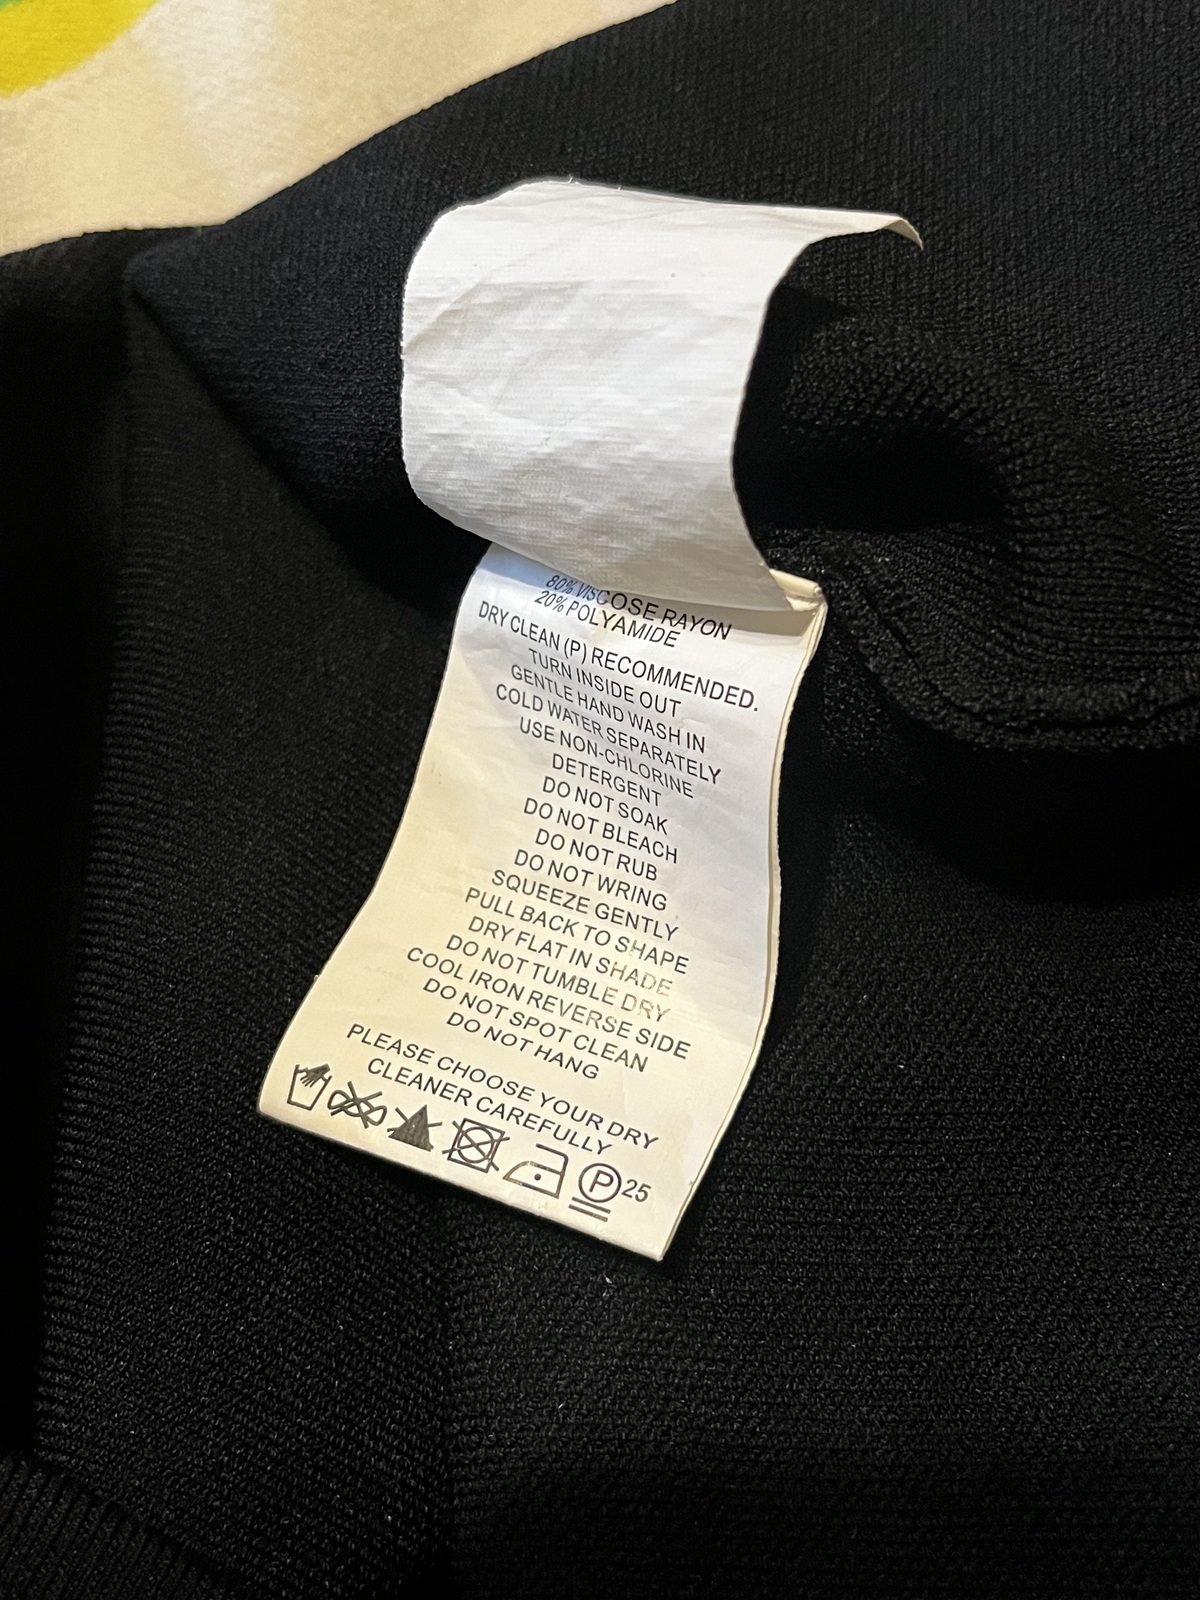 80% VISCOSE RAYON
20% POLYAMIDE
DRY CLEAN (P) RECOMMENDED.
TURN INSIDE OUT
GENTLE HAND WASH IN
COLD WATER SEPARATELY
USE NON-CHLORINE
DETERGENT
DO NOT SOAK
DO NOT BLEACH
DO NOT RUB
DO NOT WRING
SQUEEZE GENTLY
PULL BACK TO SHAPE
DRY FLAT IN SHADE
DO NOT TUMBLE DRY
COOL IRON REVERSE SIDE
DO NOT SPOT CLEAN
DO NOT HANG
PLEASE CHOOSE YOUR DRY
CLEANER CAREFULLY
P 25